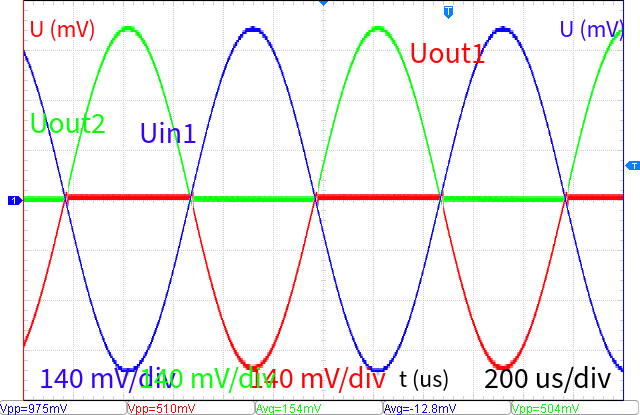 T
U (mV)
U (mV)
Uout1
Uout2
Uin1
T
1
140 mV/div
140 mV/div
140 mV/div
t (us)
200 us/div
Vpp=975mV
Vpp=510mV
Avg=154mV
Avg=-12.8mV
Vpp=504mV